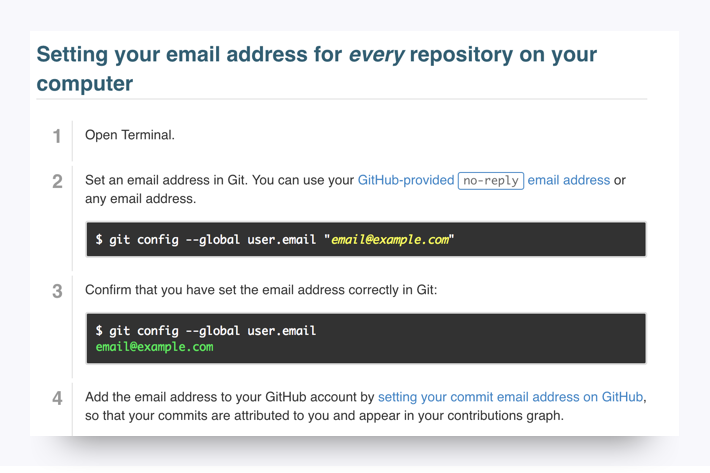 Setting your email address for every repository on your
computer
1 Open Terminal.
2 Set an email address in Git. You can use your GitHub-provided no-reply email address or
any email address.
$ git config --global user.email "email@example.com"
3 Confirm that you have set the email address correctly in Git:
$ git config --global user.email
email@example.com
4 Add the email address to your GitHub account by setting your commit email address on GitHub,
so that your commits are attributed to you and appear in your contributions graph.